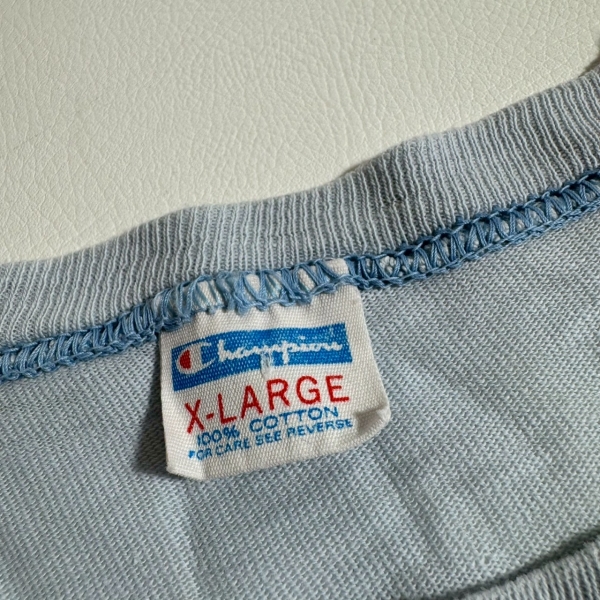 Champion
X-LARGE
100% COTTON
FOR CARE SEE REVERSE